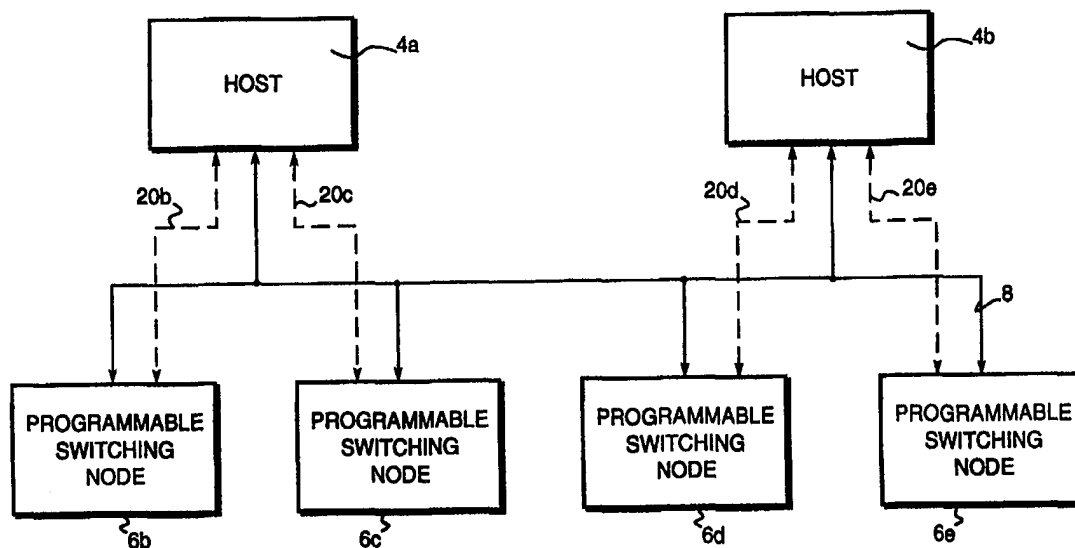 HOST
4a
HOST
4b
20b
20c
20d
20e
8
PROGRAMMABLE
SWITCHING
NODE
PROGRAMMABLE
SWITCHING
NODE
PROGRAMMABLE
SWITCHING
NODE
PROGRAMMABLE
SWITCHING
NODE
6b
6c
6d
6e